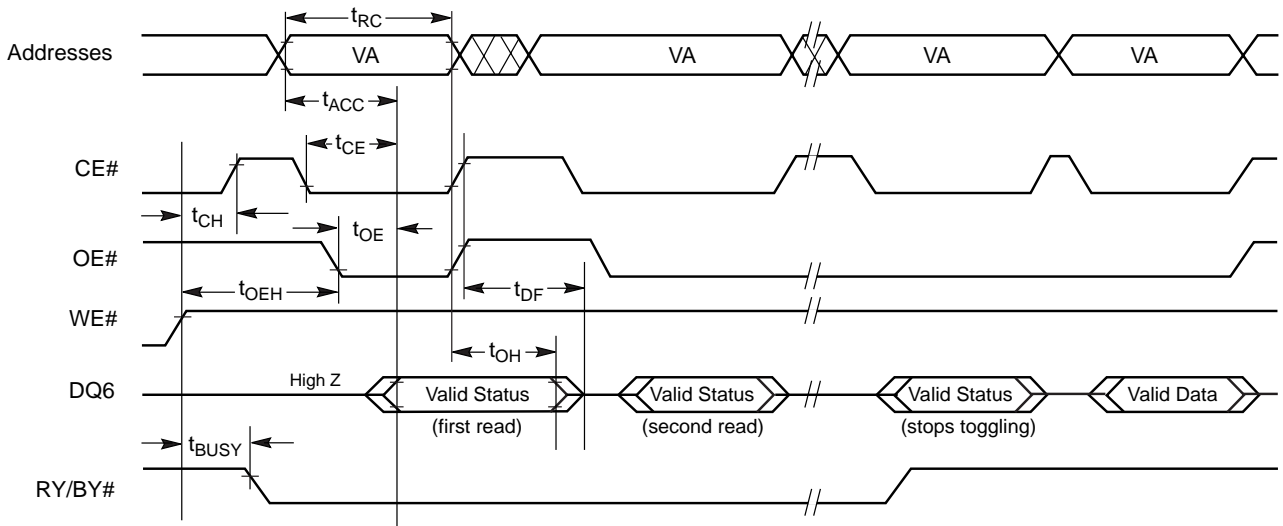 tRC
Addresses VA VA VA VA
tACC
tCE
CE#
tCH
tOE
OE#
tOEH tDF
WE#
tOH
High Z
DQ6 Valid Status Valid Status Valid Status Valid Data
(first read) (second read) (stops toggling)
tBUSY
RY/BY#